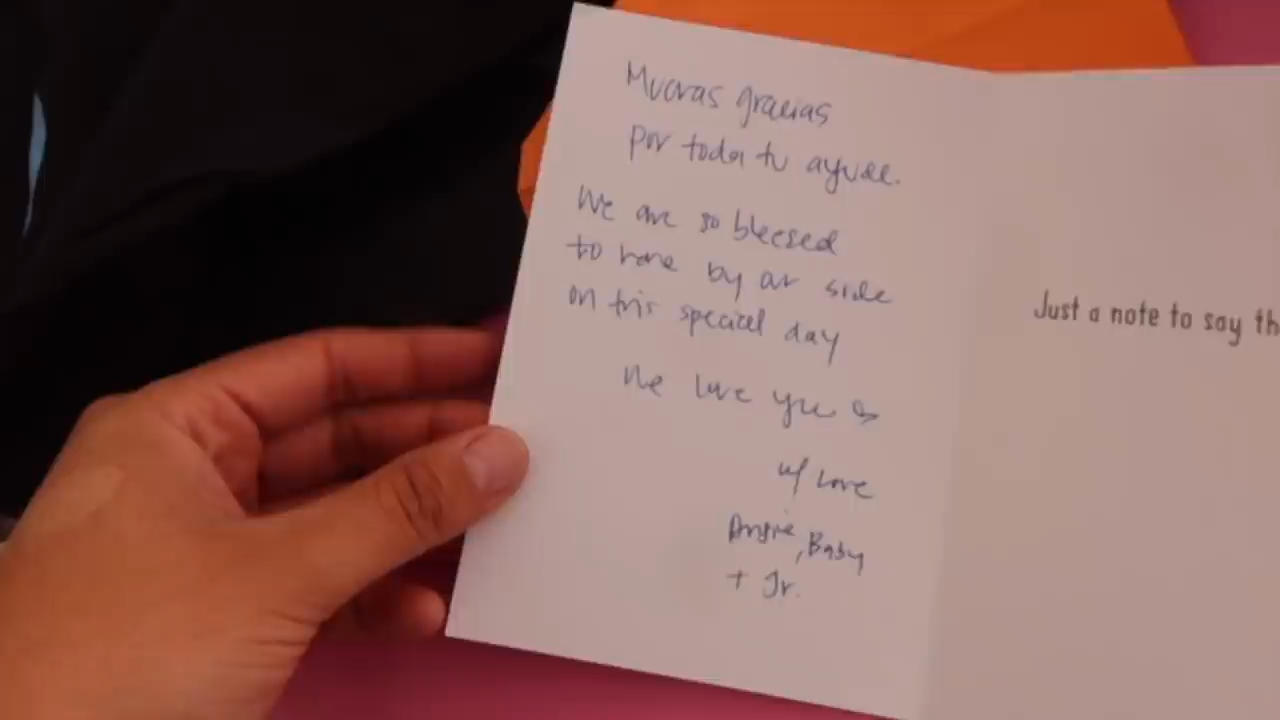 Muchas gracias
por toda tu ayuda.
We are so blessed
to have by our side
on this special day
We love you
w/ Love
Angie, Baby
+ Jr.
Just a note to say th